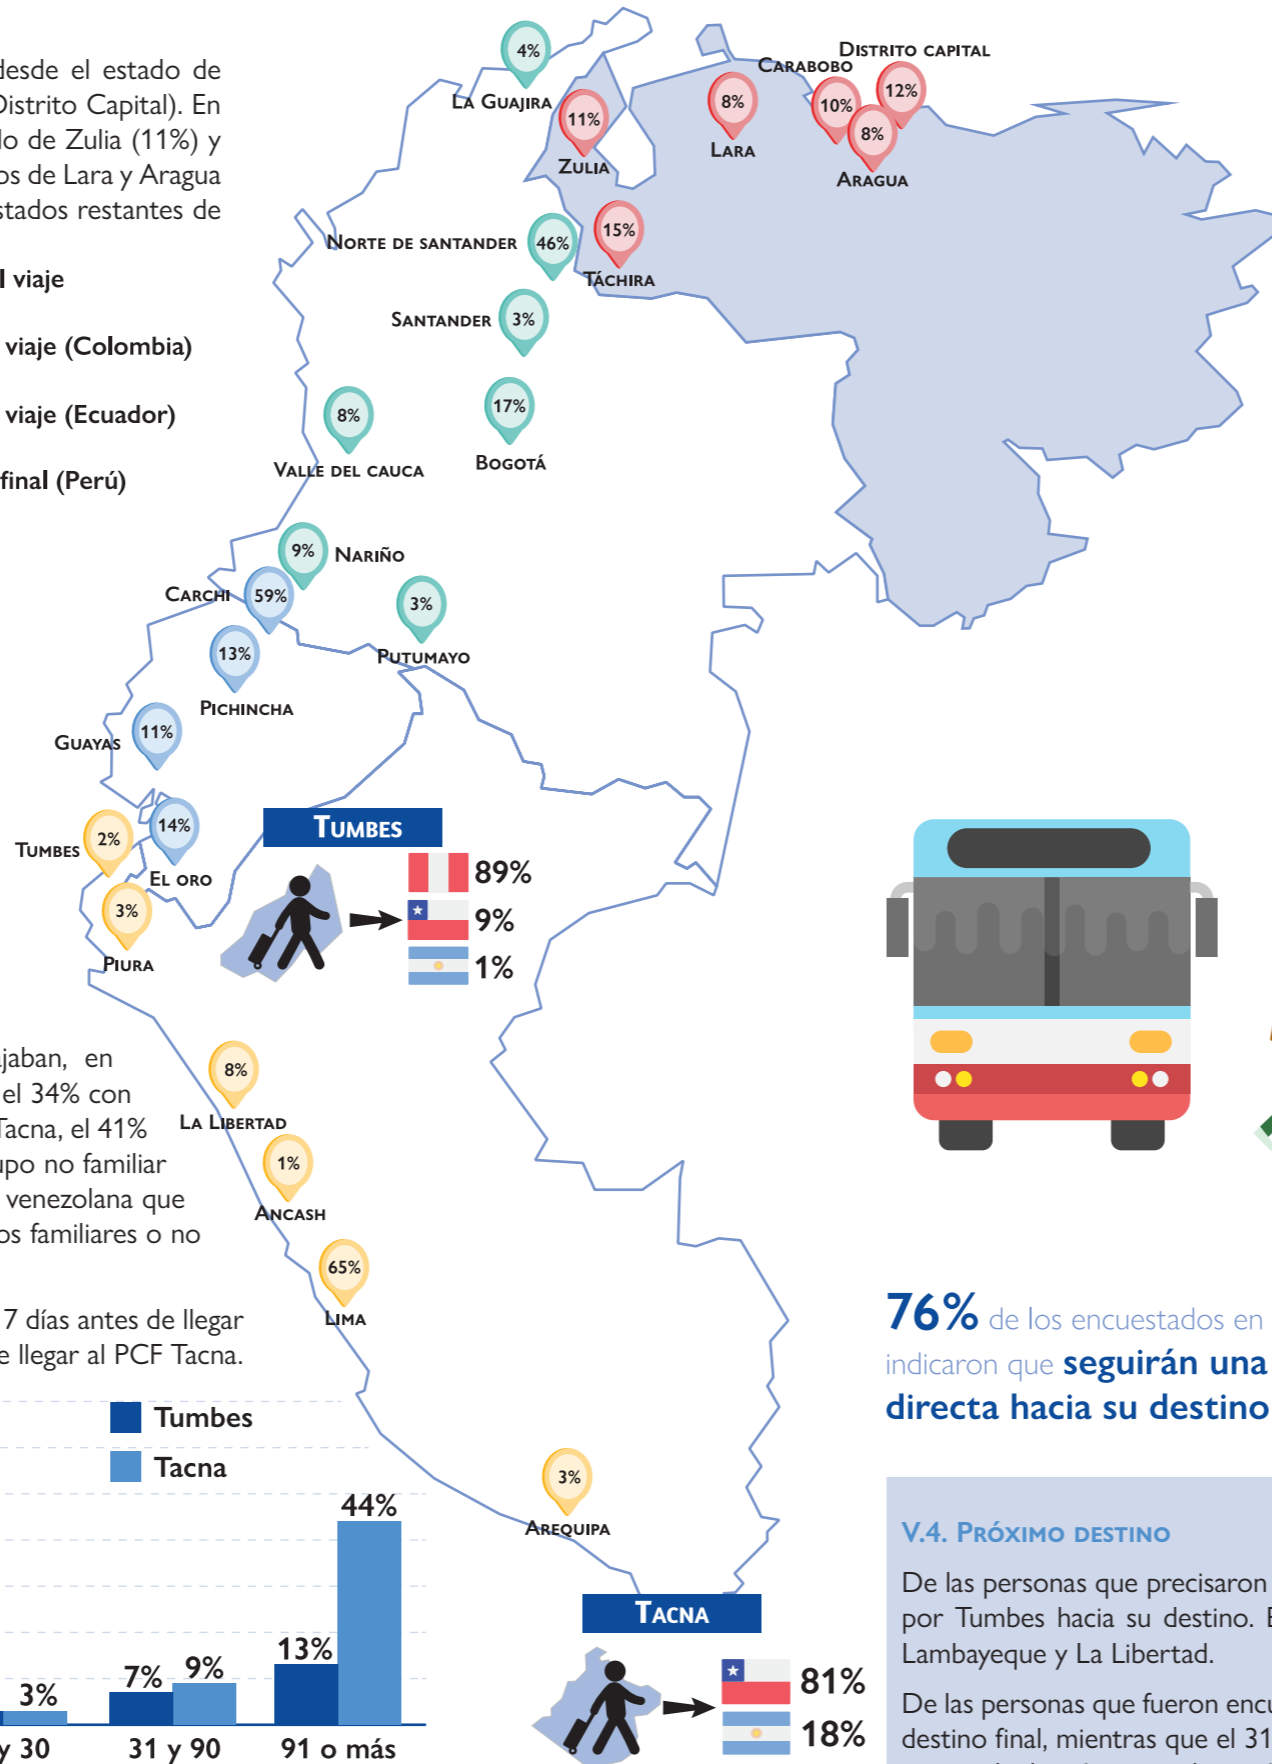 desde el estado de
Distrito Capital). En
do de Zulia (11%) y
os de Lara y Aragua
estados restantes de
l viaje
viaje (Colombia)
viaje (Ecuador)
final (Perú)
4%
LA GUAJIRA
11%
ZULIA
8%
LARA
CARABOBO
10%
DISTRITO CAPITAL
12%
8%
ARAGUA
NORTE DE SANTANDER
46%
15%
TÁCHIRA
SANTANDER
3%
8%
VALLE DEL CAUCA
17%
BOGOTÁ
9%
NARIÑO
CARCHI
59%
3%
PUTUMAYO
13%
PICHINCHA
GUAYAS
11%
TUMBES
2%
14%
EL ORO
3%
PIURA
TUMBES
89%
9%
1%
8%
LA LIBERTAD
1%
ANCASH
65%
LIMA
3%
AREQUIPA
TACNA
81%
18%
ajaban, en
el 34% con
Tacna, el 41%
upo no familiar
venezolana que
os familiares o no
7 días antes de llegar
e llegar al PCF Tacna.
Tumbes
Tacna
3%
7%
9%
13%
44%
y 30
31 y 90
91 o más
76% de los encuestados en
indicaron que seguirán una
directa hacia su destino
V.4. PRÓXIMO DESTINO
De las personas que precisaron
por Tumbes hacia su destino. E
Lambayeque y La Libertad.
De las personas que fueron encu
destino final, mientras que el 31